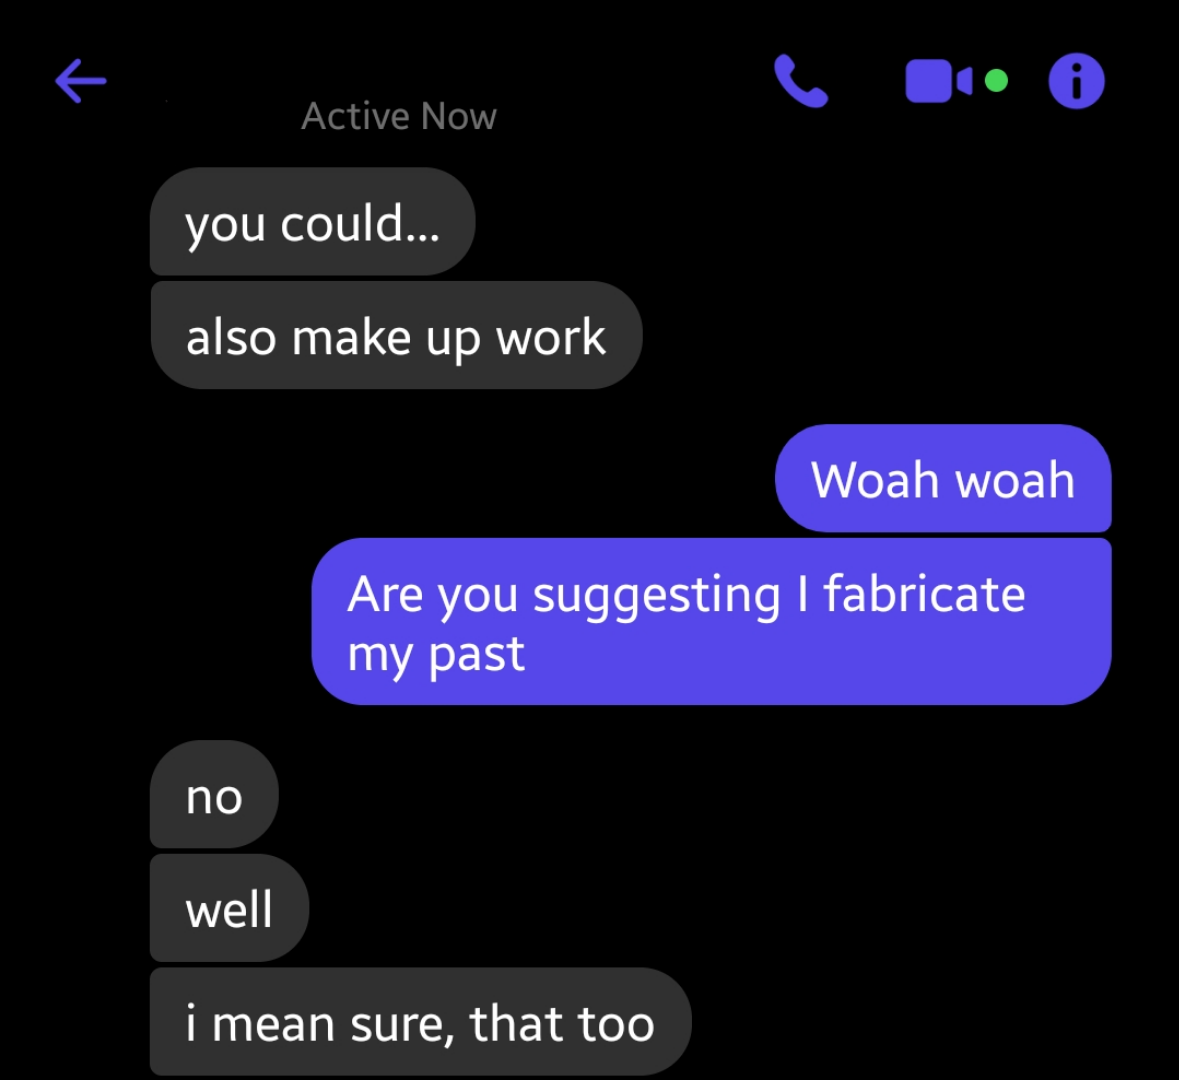 Active Now
you could...
also make up work
Woah woah
Are you suggesting I fabricate
my past
no
well
i mean sure, that too